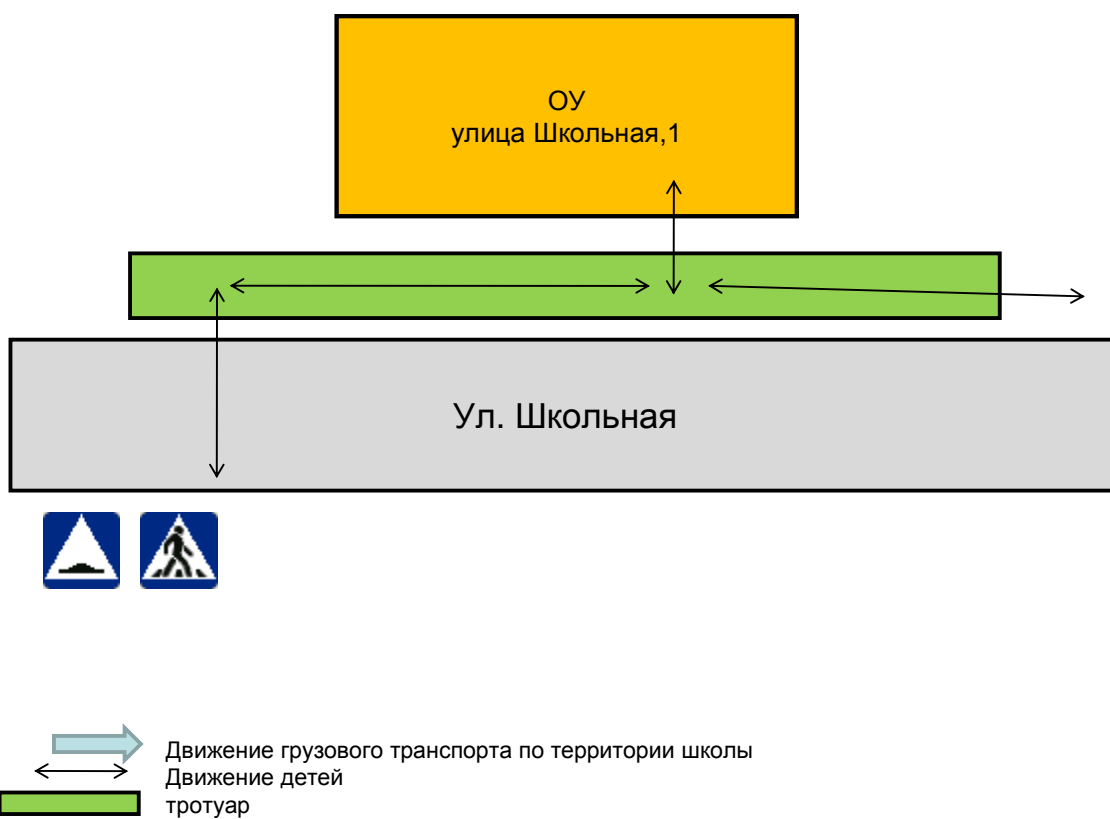 ОУ
улица Школьная,1
Ул. Школьная
Движение грузового транспорта по территории школы
Движение детей
тротуар